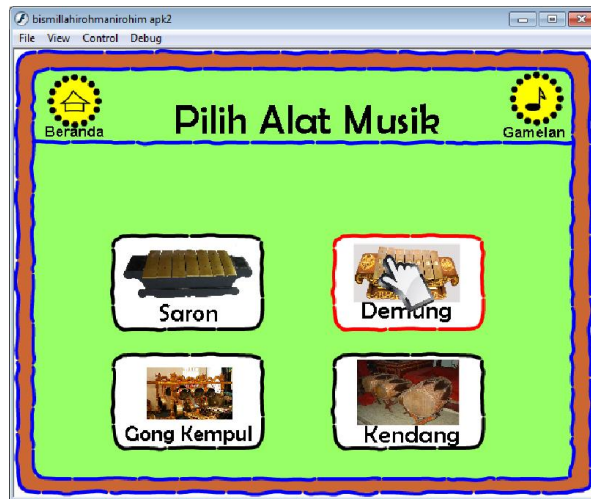 bismillahirohmanirohim apk2
File View Control Debug
Beranda
Pilih Alat Musik
Gamelan
Saron
Demung
Gong Kempul
Kendang